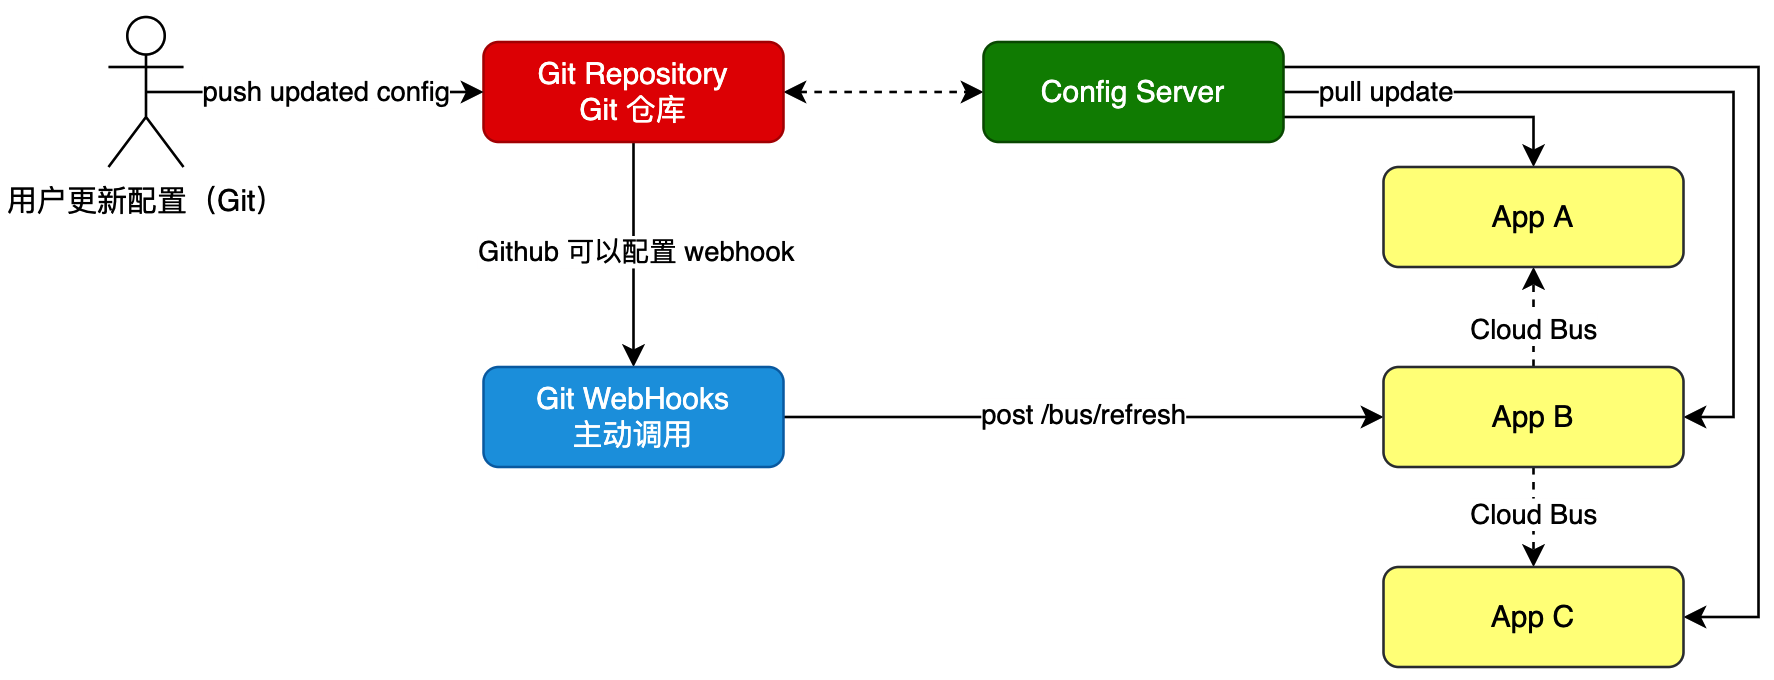 用户更新配置（Git）
push updated config
Git Repository
Git 仓库
Config Server
pull update
App A
Github 可以配置 webhook
Cloud Bus
Git WebHooks
主动调用
post /bus/refresh
App B
Cloud Bus
App C